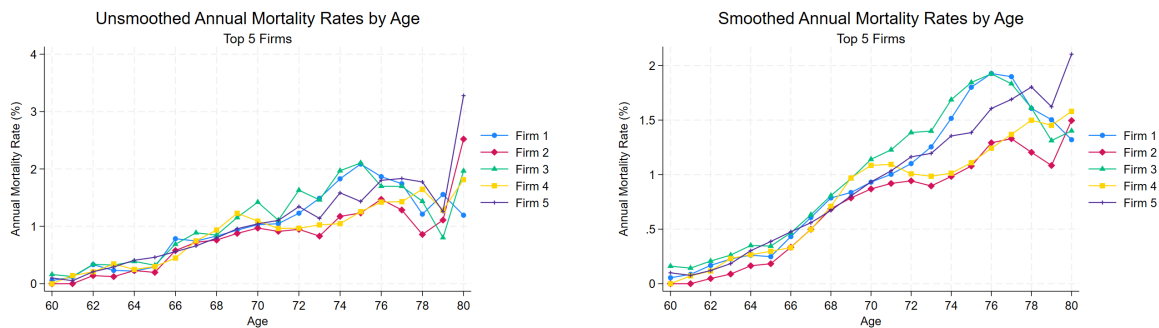 Unsmoothed Annual Mortality Rates by Age
Top 5 Firms
Annual Mortality Rate (%)
4
3
2
1
0
60 62 64 66 68 70 72 74 76 78 80
Age
Firm 1
Firm 2
Firm 3
Firm 4
Firm 5
Smoothed Annual Mortality Rates by Age
Top 5 Firms
Annual Mortality Rate (%)
2
1.5
1
.5
0
60 62 64 66 68 70 72 74 76 78 80
Age
Firm 1
Firm 2
Firm 3
Firm 4
Firm 5